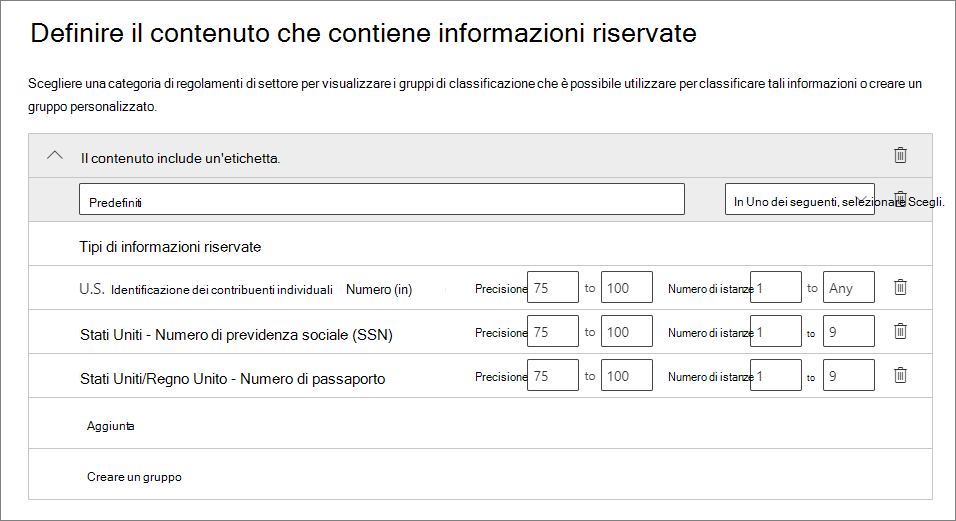 Definire il contenuto che contiene informazioni riservate
Scegliere una categoria di regolamenti di settore per visualizzare i gruppi di classificazione che è possibile utilizzare per classificare tali informazioni o creare un
gruppo personalizzato.
Il contenuto include un'etichetta.
Predefiniti In Uno dei seguenti, selezionare Scegli.
Tipi di informazioni riservate
U.S. Identificazione dei contribuenti individuali Numero (in) Precisione 75 to 100 Numero di istanze 1 to Any
Stati Uniti - Numero di previdenza sociale (SSN) Precisione 75 to 100 Numero di istanze 1 to 9
Stati Uniti/Regno Unito - Numero di passaporto Precisione 75 to 100 Numero di istanze 1 to 9
Aggiunta
Creare un gruppo